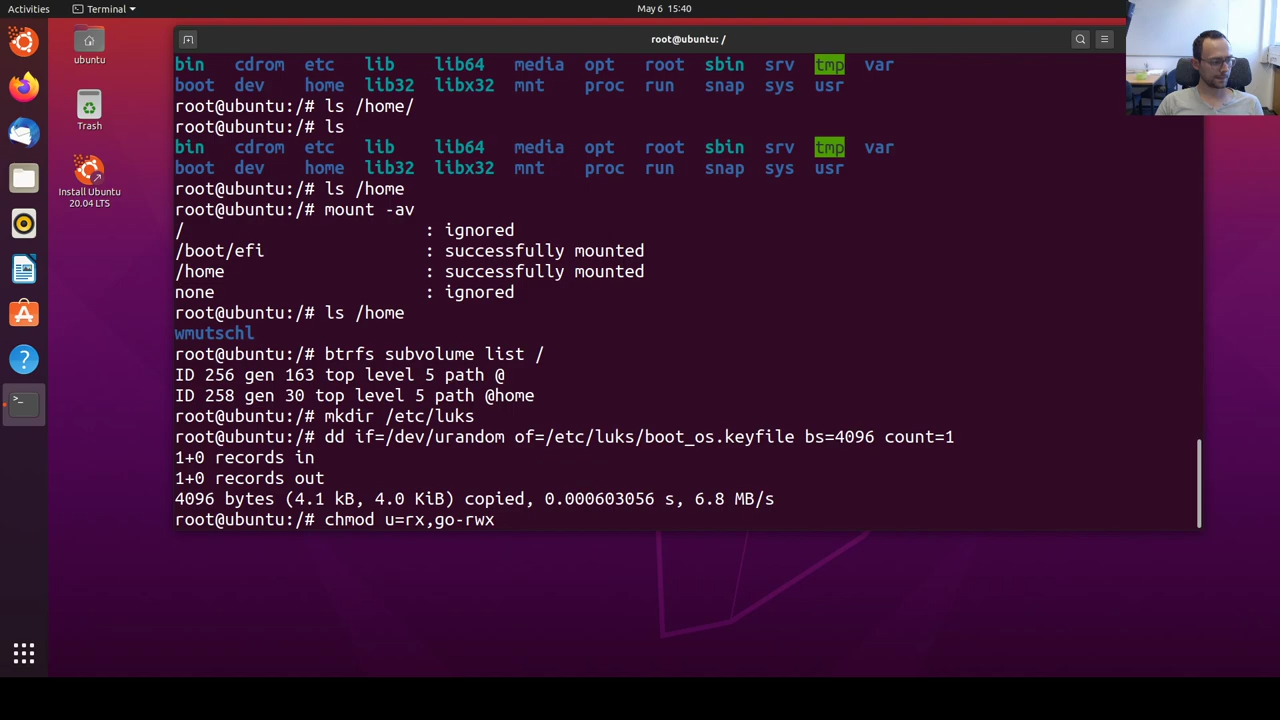 Activities
Terminal
May 6 15:40
ubuntu
Trash
Install Ubuntu
20.04 LTS
root@ubuntu: /
bin cdrom etc lib lib64 media opt root sbin srv tmp var
boot dev home lib32 libx32 mnt proc run snap sys usr
root@ubuntu:/# ls /home/
root@ubuntu:/# ls
bin cdrom etc lib lib64 media opt root sbin srv tmp var
boot dev home lib32 libx32 mnt proc run snap sys usr
root@ubuntu:/# ls /home
root@ubuntu:/# mount -av
/ : ignored
/boot/efi : successfully mounted
/home : successfully mounted
none : ignored
root@ubuntu:/# ls /home
wmutschl
root@ubuntu:/# btrfs subvolume list /
ID 256 gen 163 top level 5 path @
ID 258 gen 30 top level 5 path @home
root@ubuntu:/# mkdir /etc/luks
root@ubuntu:/# dd if=/dev/urandom of=/etc/luks/boot_os.keyfile bs=4096 count=1
1+0 records in
1+0 records out
4096 bytes (4.1 kB, 4.0 KiB) copied, 0.000603056 s, 6.8 MB/s
root@ubuntu:/# chmod u=rx,go-rwx